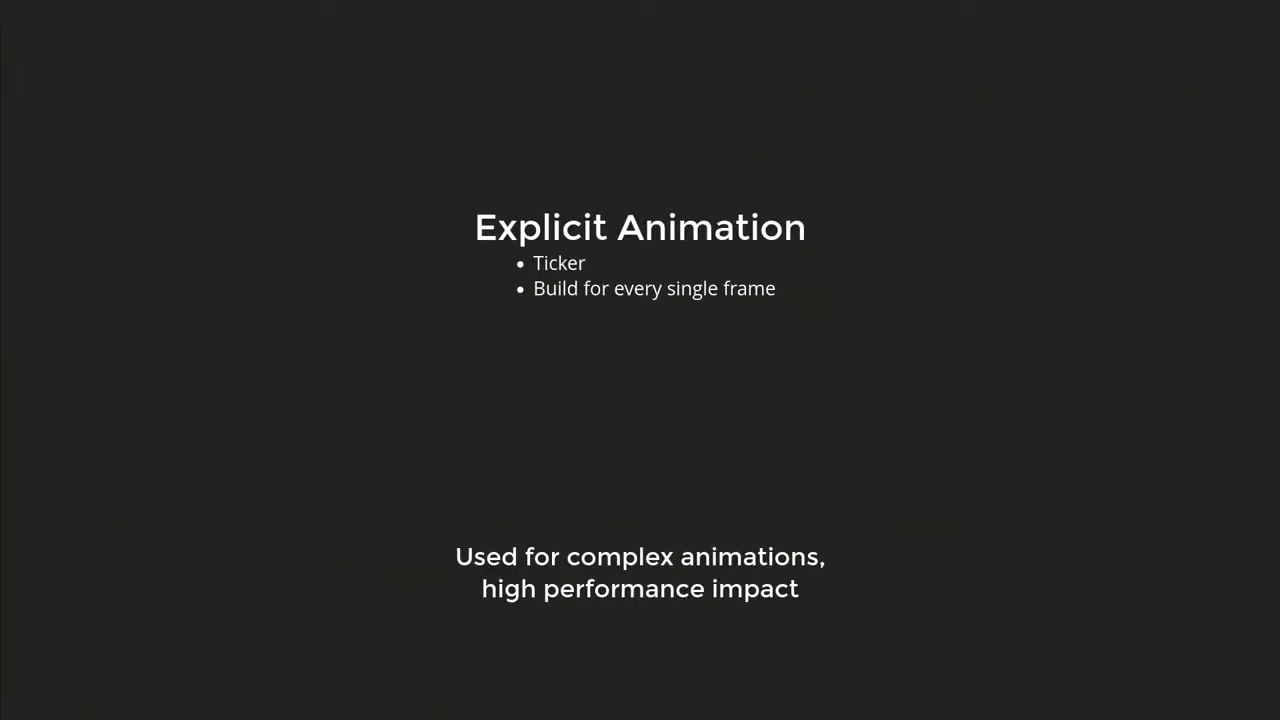 Explicit Animation
• Ticker
• Build for every single frame
Used for complex animations,
high performance impact